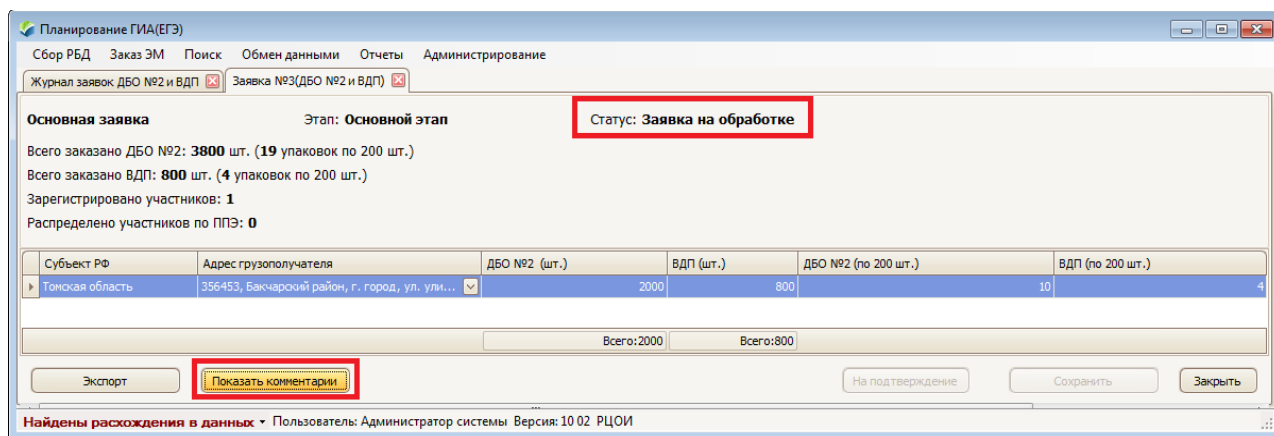 Планирование ГИА(ЕГЭ)
Сбор РБД Заказ ЭМ Поиск Обмен данными Отчеты Администрирование
Журнал заявок ДБО №2 и ВДП Заявка №3(ДБО №2 и ВДП)
Основная заявка Этап: Основной этап Статус: Заявка на обработке
Всего заказано ДБО №2: 3800 шт. (19 упаковок по 200 шт.)
Всего заказано ВДП: 800 шт. (4 упаковок по 200 шт.)
Зарегистрировано участников: 1
Распределено участников по ППЭ: 0
Субъект РФ Адрес грузополучателя ДБО №2 (шт.) ВДП (шт.) ДБО №2 (по 200 шт.) ВДП (по 200 шт.)
Томская область 356453, Бакчарский район, г. город, ул. ули... 2000 800 10 4
Всего:2000 Всего:800
Экспорт Показать комментарии На подтверждение Сохранить Закрыть
Найдены расхождения в данных Пользователь: Администратор системы Версия: 10 02 РЦОИ